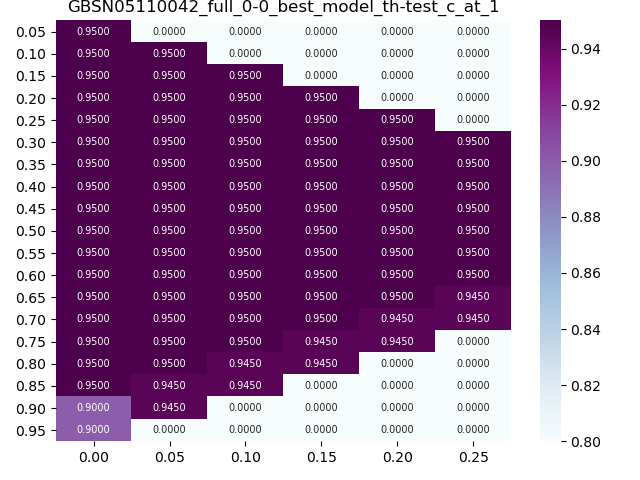 GBSN05110042_full_0-0_best_model_th-test_c_at_1
0.05 0.9500 0.0000 0.0000 0.0000 0.0000 0.0000
0.10 0.9500 0.9500 0.0000 0.0000 0.0000 0.0000
0.15 0.9500 0.9500 0.9500 0.0000 0.0000 0.0000
0.20 0.9500 0.9500 0.9500 0.9500 0.0000 0.0000
0.25 0.9500 0.9500 0.9500 0.9500 0.9500 0.0000
0.30 0.9500 0.9500 0.9500 0.9500 0.9500 0.9500
0.35 0.9500 0.9500 0.9500 0.9500 0.9500 0.9500
0.40 0.9500 0.9500 0.9500 0.9500 0.9500 0.9500
0.45 0.9500 0.9500 0.9500 0.9500 0.9500 0.9500
0.50 0.9500 0.9500 0.9500 0.9500 0.9500 0.9500
0.55 0.9500 0.9500 0.9500 0.9500 0.9500 0.9500
0.60 0.9500 0.9500 0.9500 0.9500 0.9500 0.9500
0.65 0.9500 0.9500 0.9500 0.9500 0.9500 0.9450
0.70 0.9500 0.9500 0.9500 0.9500 0.9450 0.9450
0.75 0.9500 0.9500 0.9500 0.9450 0.9450 0.0000
0.80 0.9500 0.9500 0.9450 0.9450 0.0000 0.0000
0.85 0.9500 0.9450 0.9450 0.0000 0.0000 0.0000
0.90 0.9000 0.9450 0.0000 0.0000 0.0000 0.0000
0.95 0.9000 0.0000 0.0000 0.0000 0.0000 0.0000
0.00 0.05 0.10 0.15 0.20 0.25
0.94
0.92
0.90
0.88
0.86
0.84
0.82
0.80